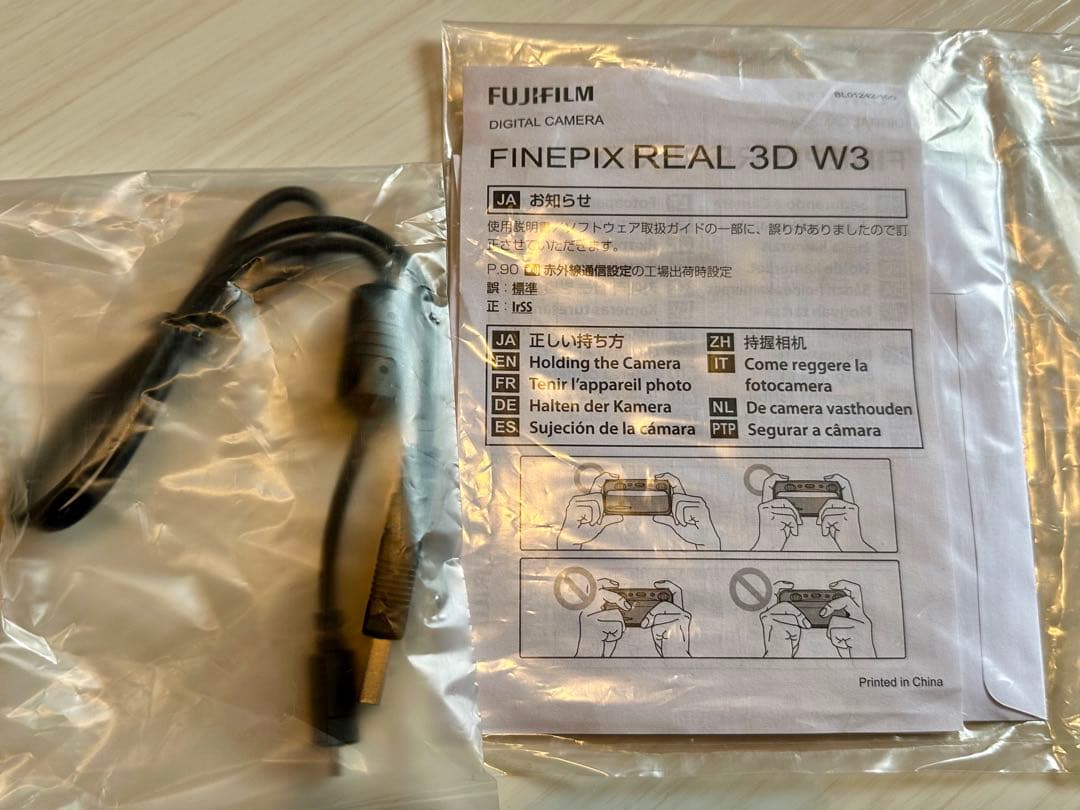 FUJIFILM
DIGITAL CAMERA
FINEPIX REAL 3D W3
JA お知らせ
使用説明 ソフトウェア取扱ガイドの一部に、誤りがありましたので訂
正させていただきます。
P.90 赤外線通信設定の工場出荷時設定
誤：標準
正：IrSS
JA 正しい持ち方
EN Holding the Camera
FR Tenir l'appareil photo
DE Halten der Kamera
ES Sujeción de la cámara
ZH 持握相机
IT Come reggere la
fotocamera
NL De camera vasthouden
PTP Segurar a câmara
Printed in China